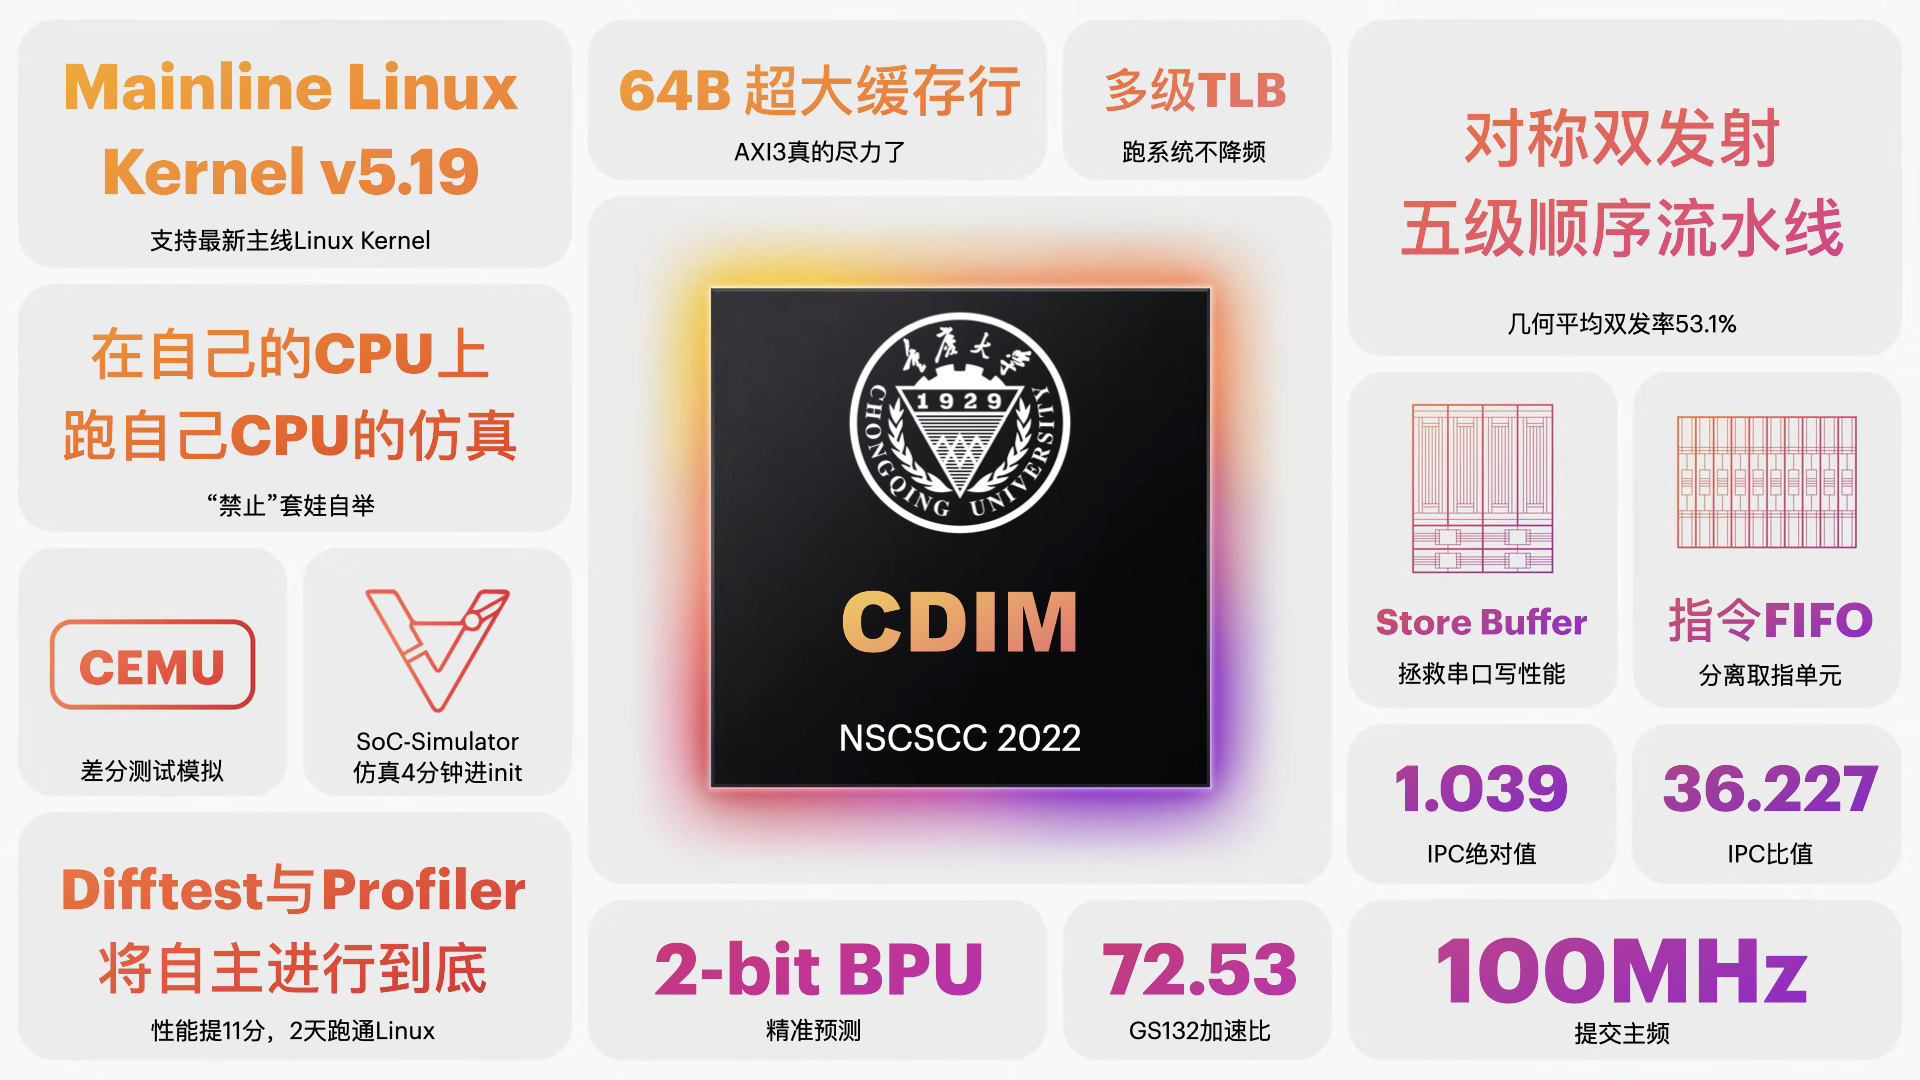 Mainline Linux
Kernel v5.19
支持最新主线Linux Kernel
在自己的CPU上
跑自己CPU的仿真
“禁止”套娃自举
CEMU
差分测试模拟
SoC-Simulator
仿真4分钟进init
Difftest与Profiler
将自主进行到底
性能提11分，2天跑通Linux
64B 超大缓存行
AXI3真的尽力了
多级TLB
跑系统不降频
重庆大学
1929
CHONGQING UNIVERSITY
CDIM
NSCSCC 2022
2-bit BPU
精准预测
72.53
GS132加速比
对称双发射
五级顺序流水线
几何平均双发率53.1%
Store Buffer
拯救串口写性能
指令FIFO
分离取指单元
1.039
IPC绝对值
36.227
IPC比值
100MHz
提交主频